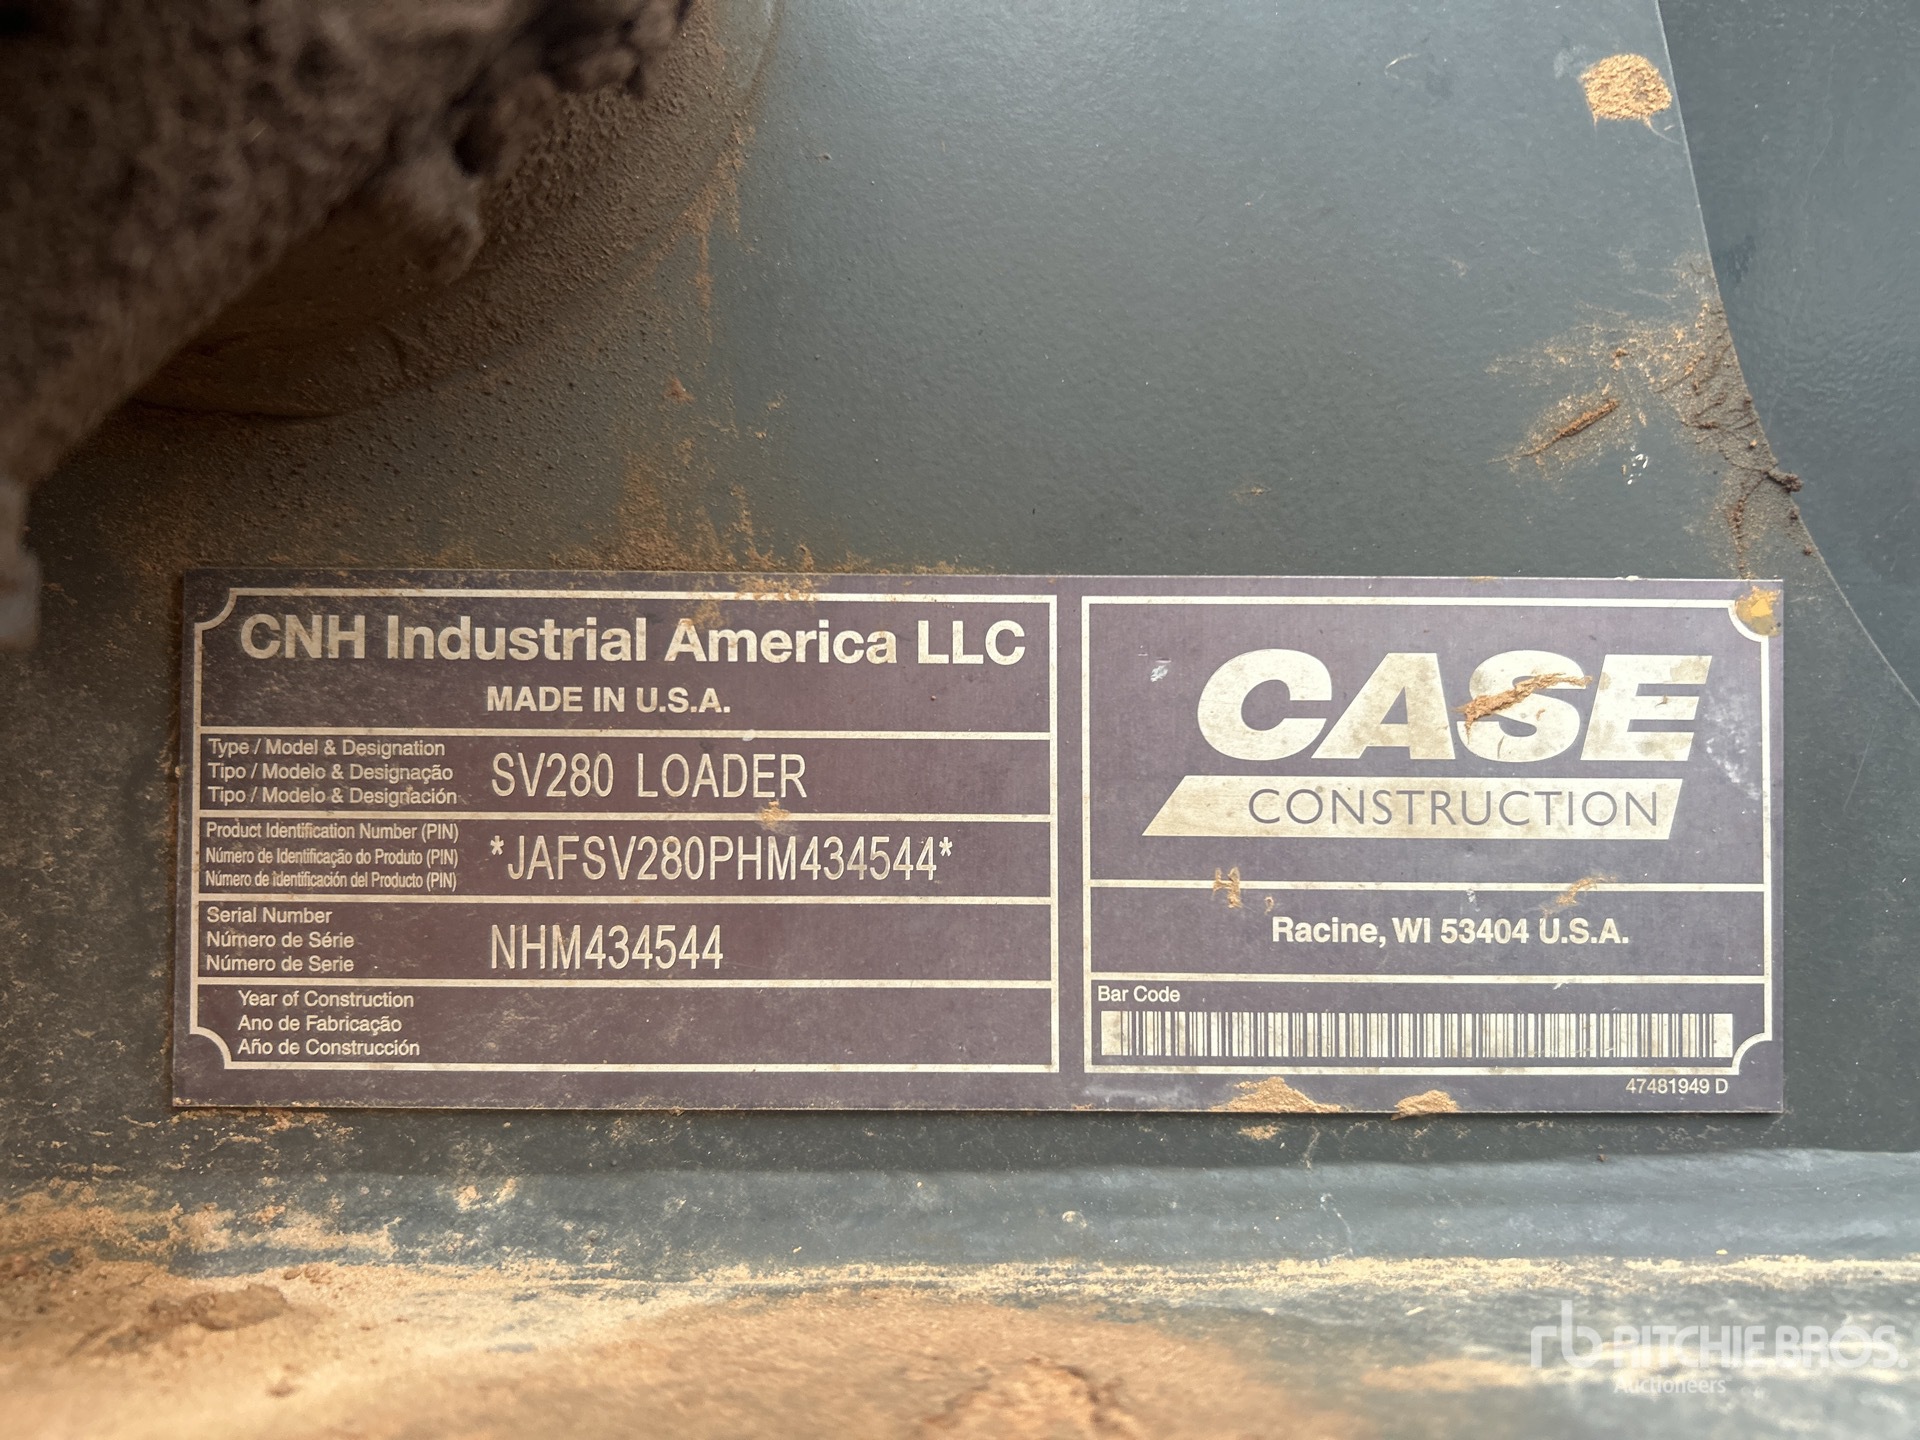 CNH Industrial America LLC
MADE IN U.S.A.
Type / Model & Designation
Tipo / Modelo & Designação
Tipo / Modelo & Designación
SV280 LOADER
Product Identification Number (PIN)
Número de Identificação do Produto (PIN)
Número de Identificación del Producto (PIN)
*JAFSV280PHM434544*
Serial Number
Número de Série
Número de Serie
NHM434544
Year of Construction
Ano de Fabricação
Año de Construcción
CASE
CONSTRUCTION
Racine, WI 53404 U.S.A.
Bar Code
47481949 D
rb RITCHIE BROS.
Auctioneers